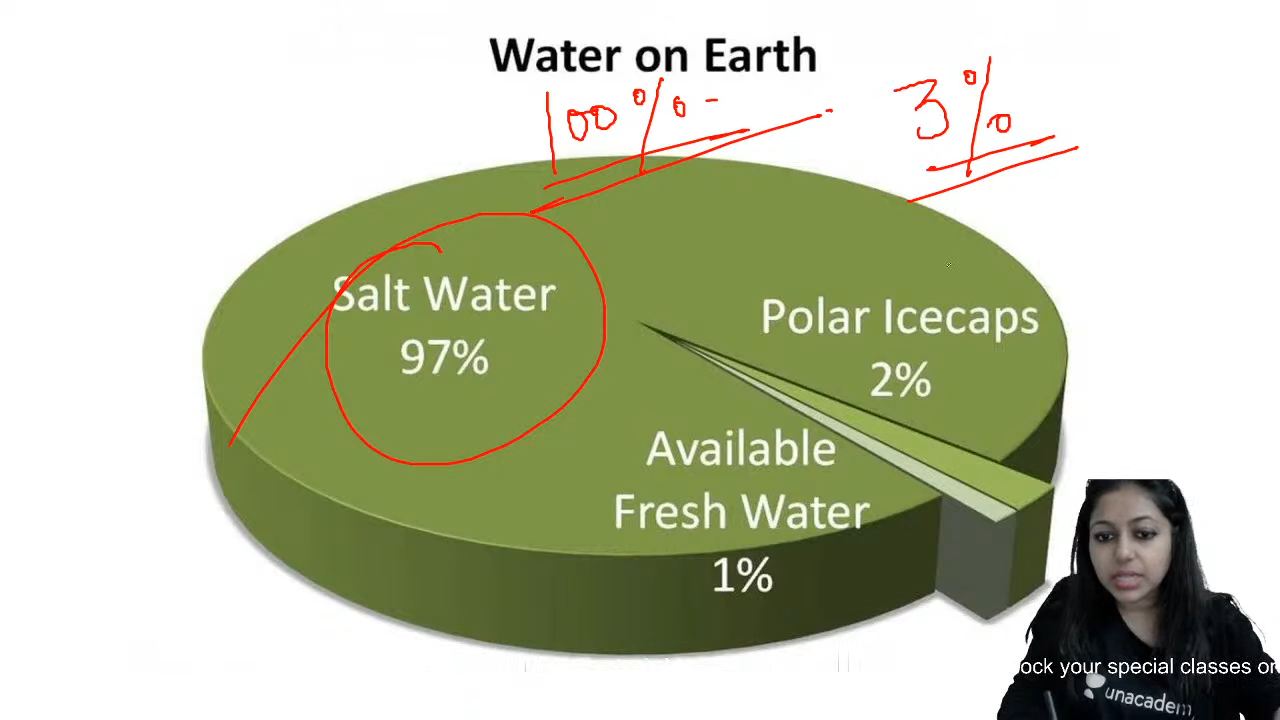 Water on Earth
100%
3%
Salt Water
97%
Polar Icecaps
2%
Available
Fresh Water
1%
ock your special classes on
unacadem